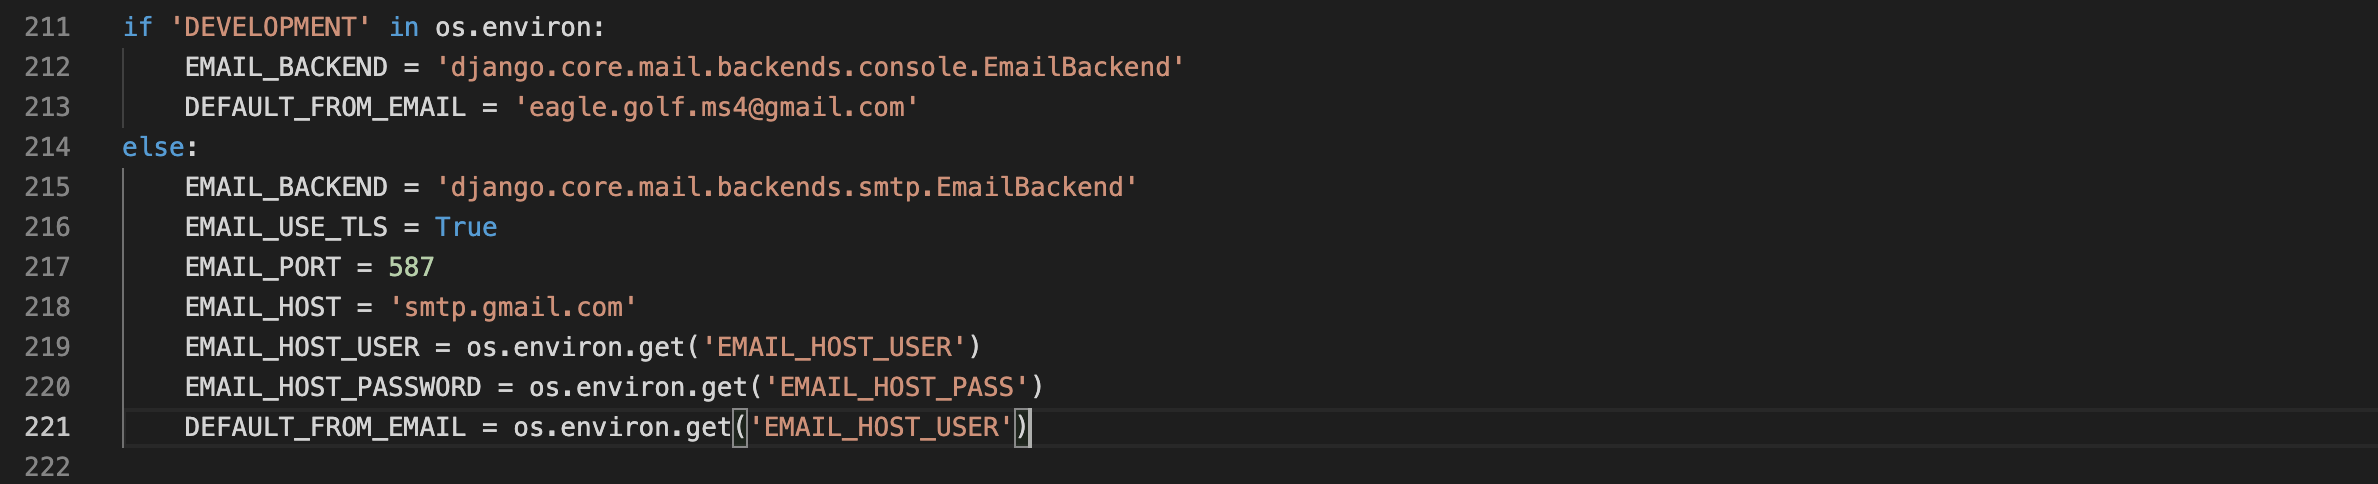 211 if 'DEVELOPMENT' in os.environ:
212     EMAIL_BACKEND = 'django.core.mail.backends.console.EmailBackend'
213     DEFAULT_FROM_EMAIL = 'eagle.golf.ms4@gmail.com'
214 else:
215     EMAIL_BACKEND = 'django.core.mail.backends.smtp.EmailBackend'
216     EMAIL_USE_TLS = True
217     EMAIL_PORT = 587
218     EMAIL_HOST = 'smtp.gmail.com'
219     EMAIL_HOST_USER = os.environ.get('EMAIL_HOST_USER')
220     EMAIL_HOST_PASSWORD = os.environ.get('EMAIL_HOST_PASS')
221     DEFAULT_FROM_EMAIL = os.environ.get('EMAIL_HOST_USER')
222